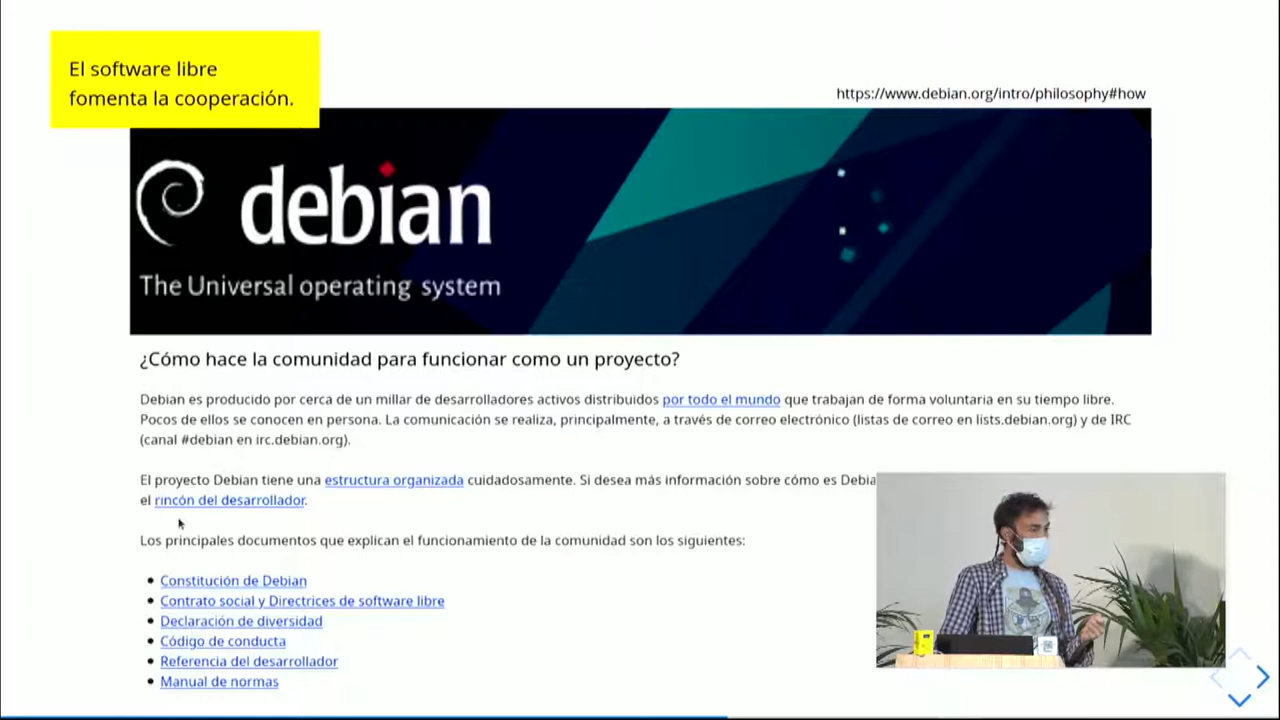 El software libre
fomenta la cooperación.
https://www.debian.org/intro/philosophy#how
debian
The Universal operating system
¿Cómo hace la comunidad para funcionar como un proyecto?
Debian es producido por cerca de un millar de desarrolladores activos distribuidos por todo el mundo que trabajan de forma voluntaria en su tiempo libre.
Pocos de ellos se conocen en persona. La comunicación se realiza, principalmente, a través de correo electrónico (listas de correo en lists.debian.org) y de IRC
(canal #debian en irc.debian.org).
El proyecto Debian tiene una estructura organizada cuidadosamente. Si desea más información sobre cómo es Debia
el rincón del desarrollador.
Los principales documentos que explican el funcionamiento de la comunidad son los siguientes:
• Constitución de Debian
• Contrato social y Directrices de software libre
• Declaración de diversidad
• Código de conducta
• Referencia del desarrollador
• Manual de normas